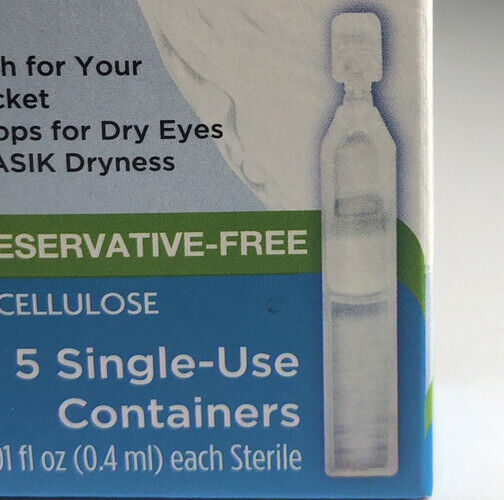 h for Your
cket
ops for Dry Eyes
ASIK Dryness
ESERVATIVE-FREE
CELLULOSE
5 Single-Use
Containers
01 fl oz (0.4 ml) each Sterile